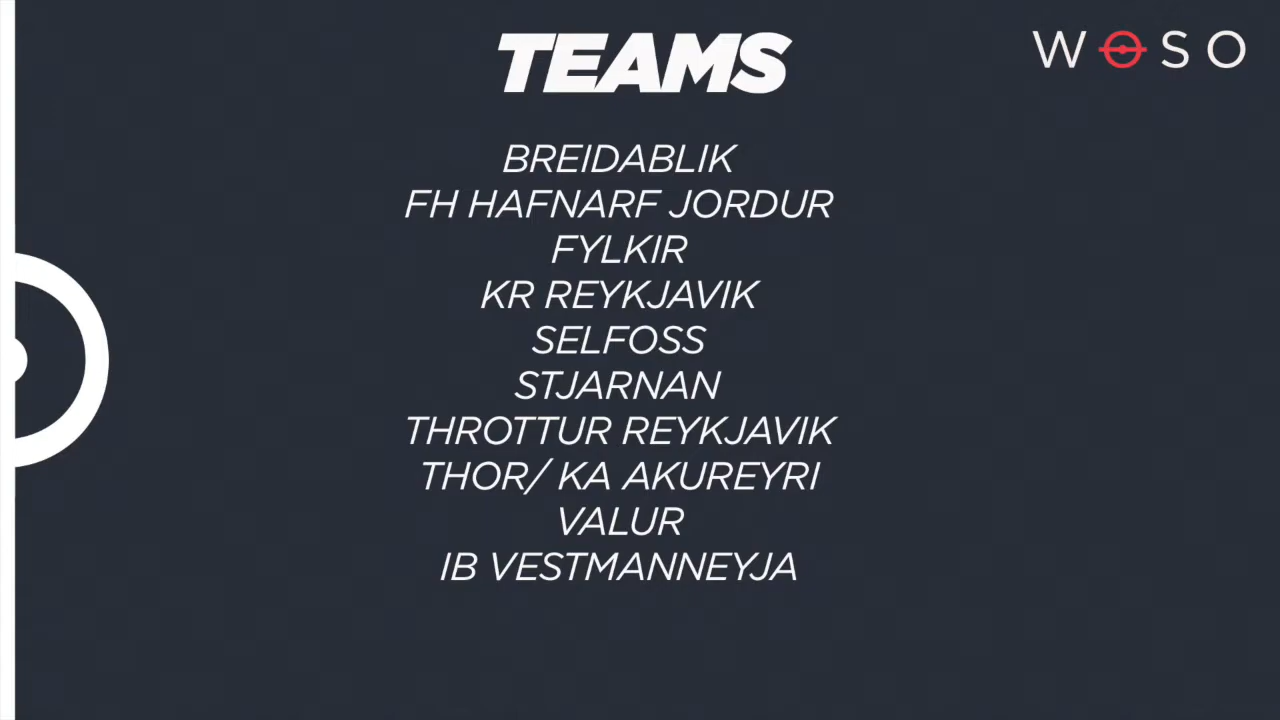 TEAMS
WOSO
BREIDABLIK
FH HAFNARF JORDUR
FYLKIR
KR REYKJAVIK
SELFOSS
STJARNAN
THROTTUR REYKJAVIK
THOR/ KA AKUREYRI
VALUR
IB VESTMANNEYJA